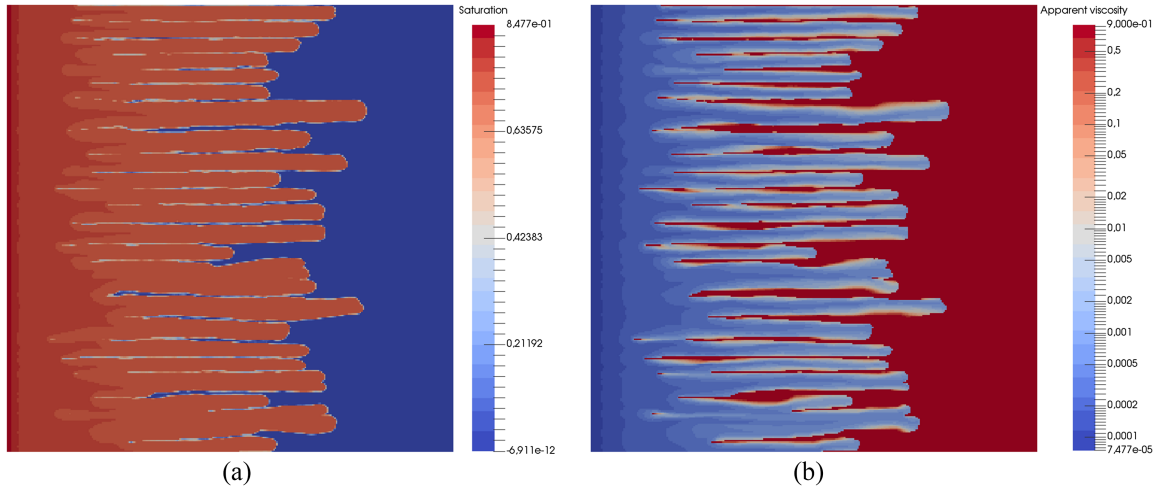 Saturation
8,477e-01
0,63575
0,42383
0,21192
-6,911e-12
(a)
Apparent viscosity
9,000e-01
0,5
0,2
0,1
0,05
0,02
0,01
0,005
0,002
0,001
0,0005
0,0002
0,0001
7,477e-05
(b)